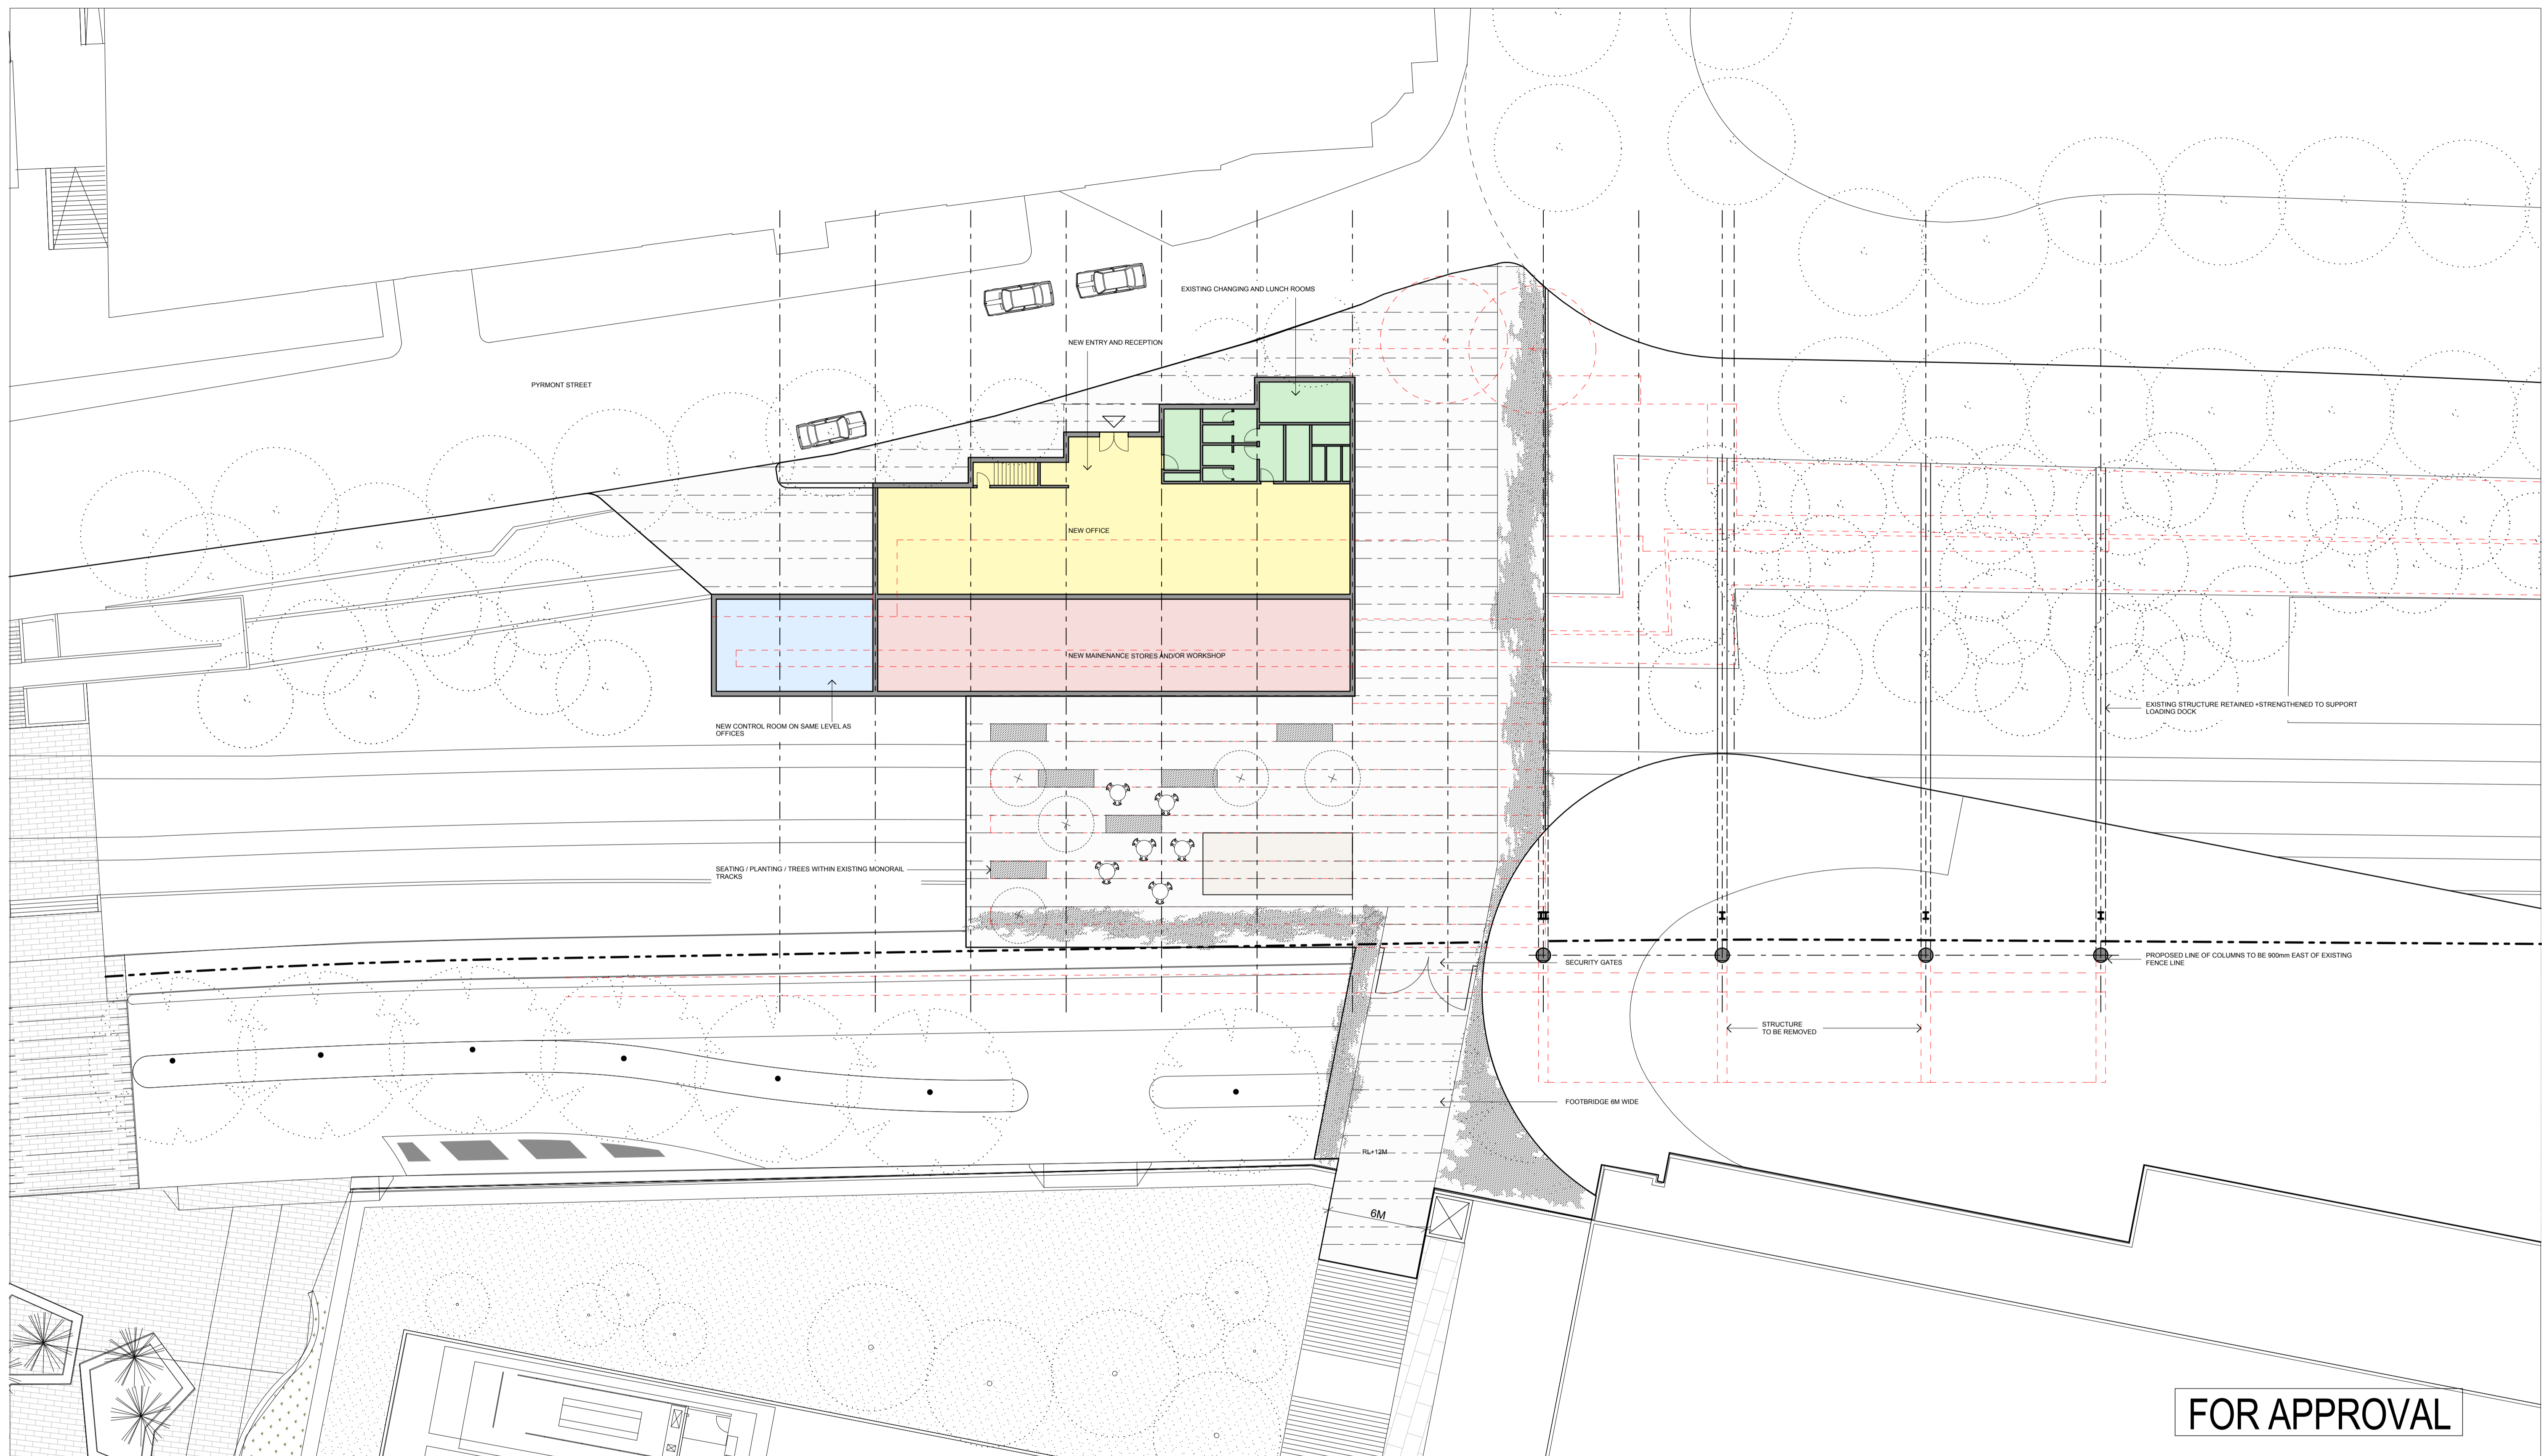 EXISTING CHANGING AND LUNCH ROOMS
NEW ENTRY AND RECEPTION
PYRMONT STREET
NEW OFFICE
NEW MAINENANCE STORES AND/OR WORKSHOP
NEW CONTROL ROOM ON SAME LEVEL AS
OFFICES
EXISTING STRUCTURE RETAINED +STRENGTHENED TO SUPPORT
LOADING DOCK
SEATING / PLANTING / TREES WITHIN EXISTING MONORAIL
TRACKS
SECURITY GATES
PROPOSED LINE OF COLUMNS TO BE 900mm EAST OF EXISTING
FENCE LINE
STRUCTURE
TO BE REMOVED
FOOTBRIDGE 6M WIDE
RL+12M
6M
FOR APPROVAL